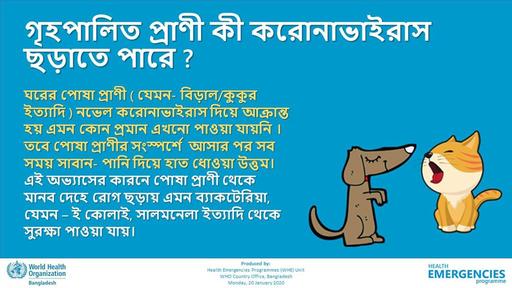 গৃহপালিত প্রাণী কী করোনাভাইরাস
ছড়াতে পারে ?
ঘরের পোষা প্রাণী ( যেমন- বিড়াল/কুকুর
ইত্যাদি ) নভেল করোনাভাইরাস দিয়ে আক্রান্ত
হয় এমন কোন প্রমান এখনো পাওয়া যায়নি ।
তবে পোষা প্রাণীর সংস্পর্শে আসার পর সব
সময় সাবান- পানি দিয়ে হাত ধোওয়া উত্তম।
এই অভ্যাসের কারনে পোষা প্রাণী থেকে
মানব দেহে রোগ ছড়ায় এমন ব্যাকটেরিয়া,
যেমন – ই কোলাই, সালমনেলা ইত্যাদি থেকে
সুরক্ষা পাওয়া যায়।
World Health
Organization
Bangladesh
Produced by:
Health Emergencies Programmes (WHE) Unit
WHO Country Office, Bangladesh
Monday, 20 January 2020
HEALTH
EMERGENCIES
programme